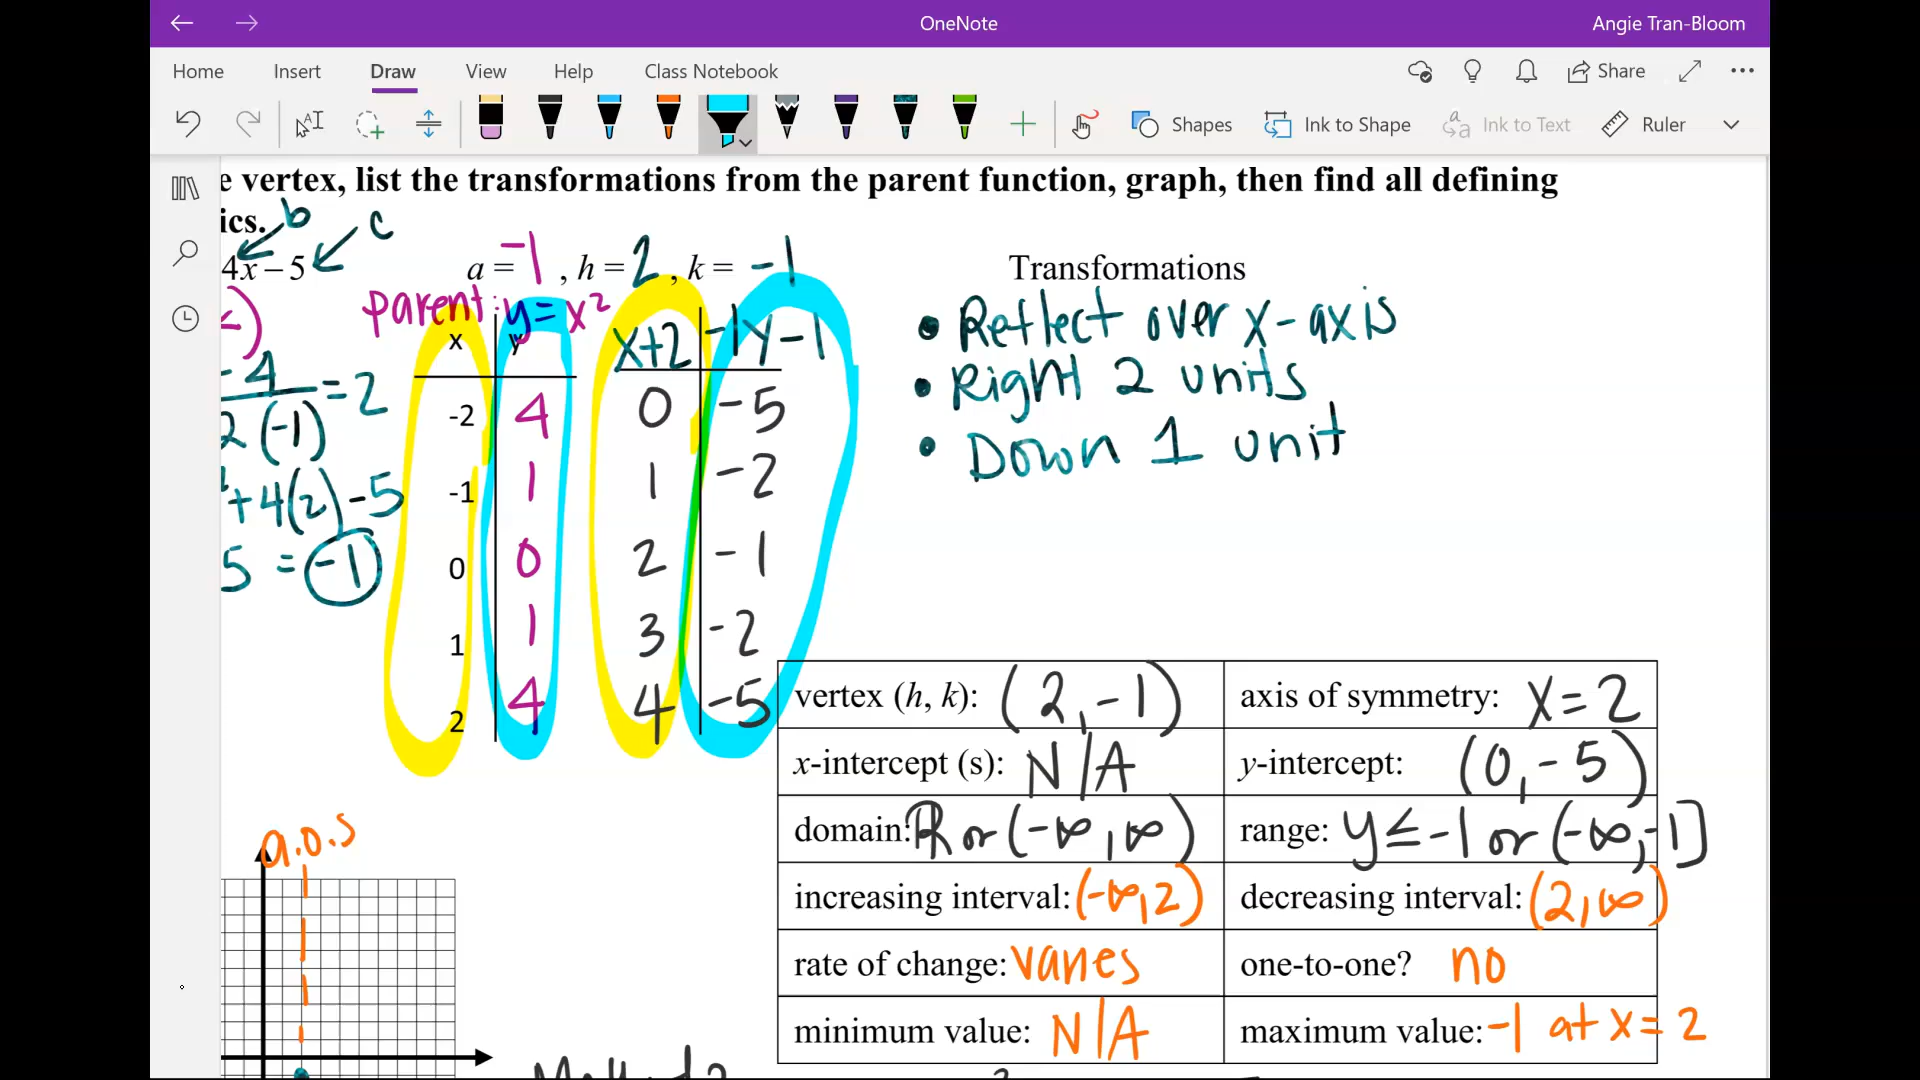 OneNote
Angie Tran-Bloom
Home Insert Draw View Help Class Notebook Share
Shapes Ink to Shape Ink to Text Ruler
e vertex, list the transformations from the parent function, graph, then find all defining
ics. b c
4x – 5
a = -1 , h = 2 , k = -1
Transformations
parent: y = x²
• Reflect over x-axis
• Right 2 units
• Down 1 unit
-4 = 2
2(-1)
+4(2)-5
5 = -1
x y x+2 -1y-1
-2 4 0 -5
-1 1 1 -2
0 0 2 -1
1 1 3 -2
2 4 4 -5
vertex (h, k): (2, -1) axis of symmetry: x = 2
x-intercept (s): N/A y-intercept: (0, -5)
domain: ℝ or (-∞, ∞) range: y ≤ -1 or (-∞, -1]
increasing interval: (-∞, 2) decreasing interval: (2, ∞)
rate of change: varies one-to-one? no
minimum value: N/A maximum value: -1 at x = 2
a.o.s